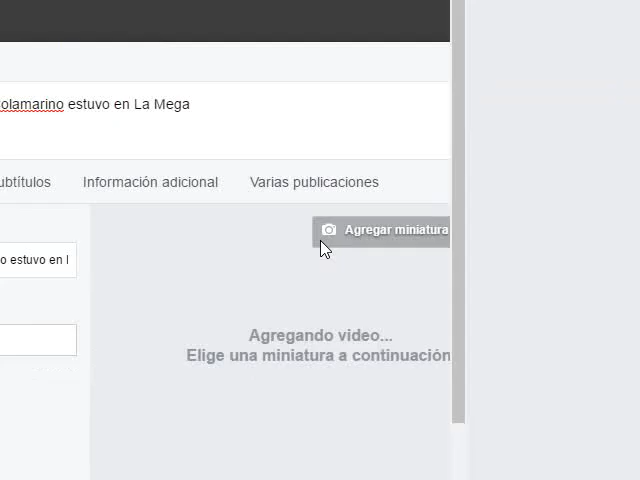 olamarino estuvo en La Mega
ubtítulos Información adicional Varias publicaciones
Agregar miniatura
o estuvo en l
Agregando video...
Elige una miniatura a continuación